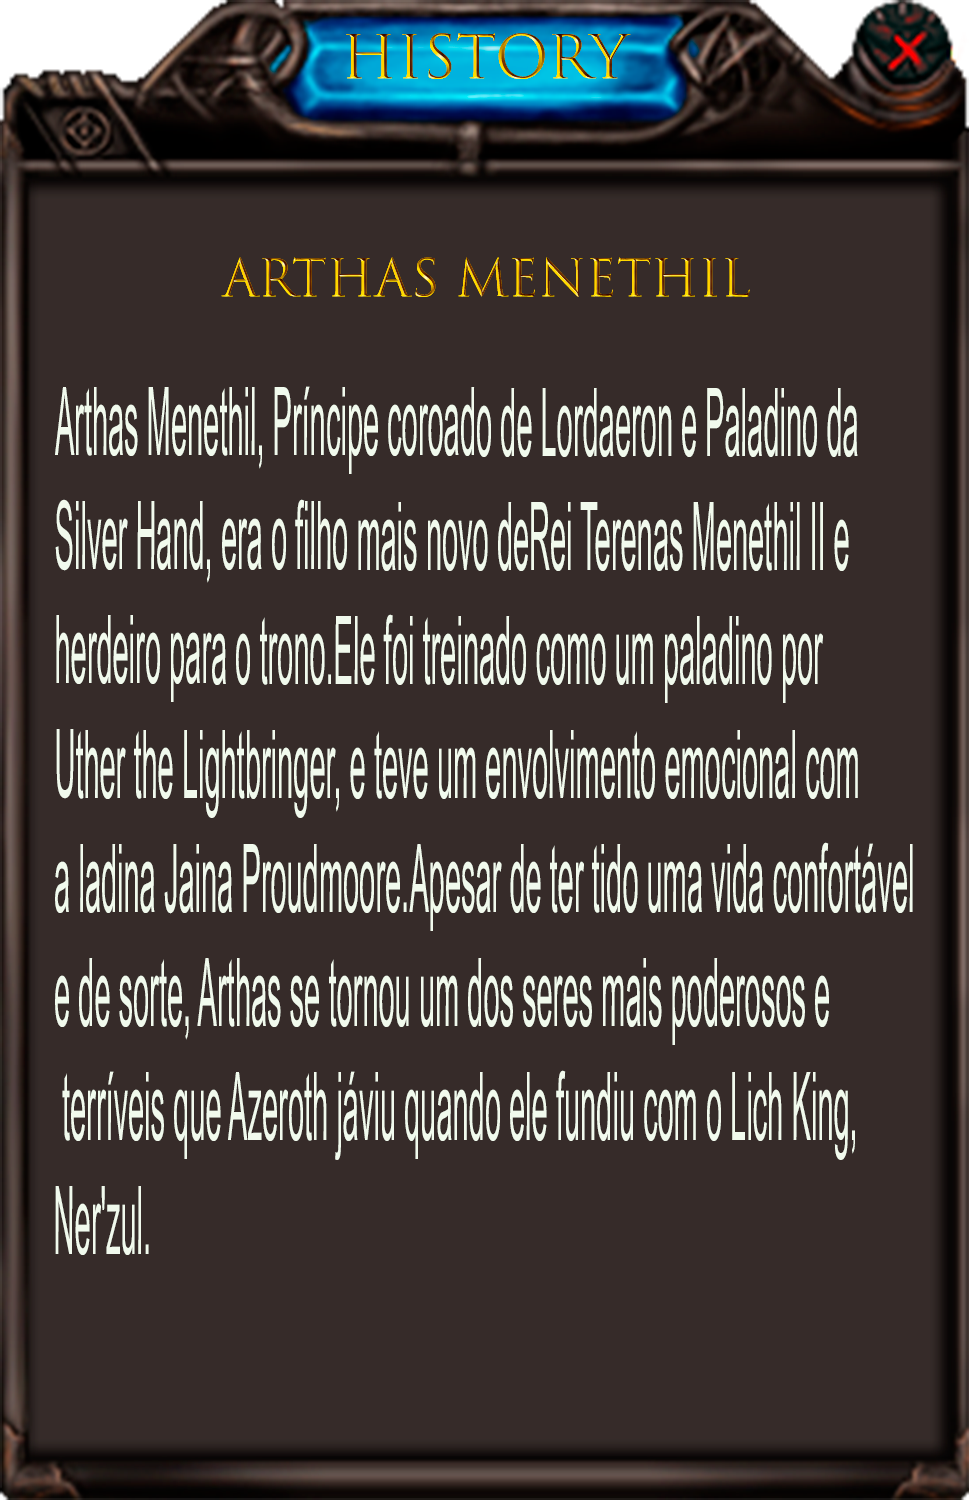 HISTORY
ARTHAS MENETHIL
Arthas Menethil, Príncipe coroado de Lordaeron e Paladino da
Silver Hand, era o filho mais novo deRei Terenas Menethil II e
herdeiro para o trono.Ele foi treinado como um paladino por
Uther the Lightbringer, e teve um envolvimento emocional com
a ladina Jaina Proudmoore.Apesar de ter tido uma vida confortável
e de sorte, Arthas se tornou um dos seres mais poderosos e
terríveis que Azeroth jáviu quando ele fundiu com o Lich King,
Ner'zul.